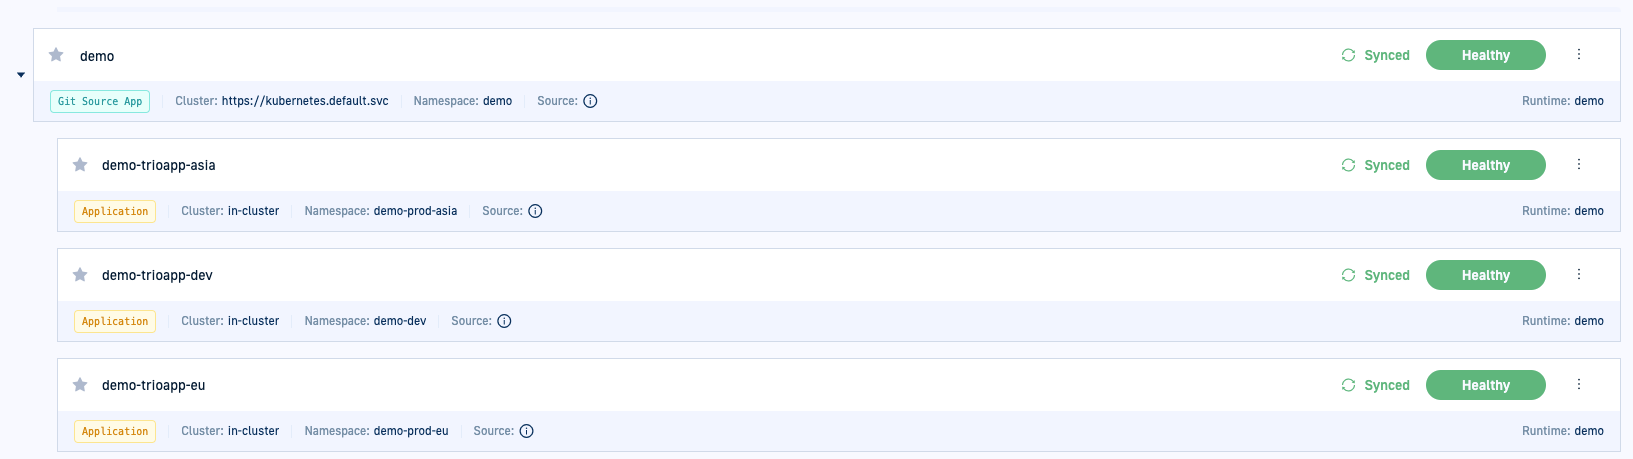 demo Synced Healthy
Git Source App Cluster: https://kubernetes.default.svc Namespace: demo Source: Runtime: demo
demo-trioapp-asia Synced Healthy
Application Cluster: in-cluster Namespace: demo-prod-asia Source: Runtime: demo
demo-trioapp-dev Synced Healthy
Application Cluster: in-cluster Namespace: demo-dev Source: Runtime: demo
demo-trioapp-eu Synced Healthy
Application Cluster: in-cluster Namespace: demo-prod-eu Source: Runtime: demo